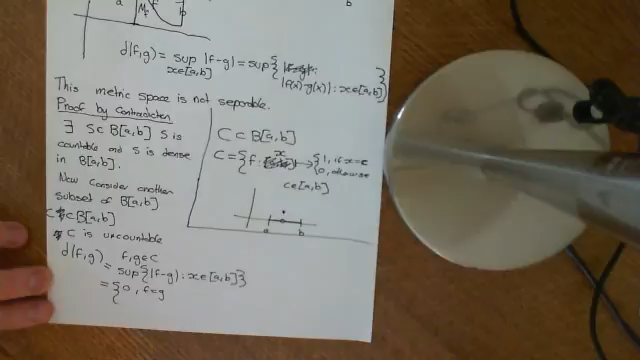 a
M_f
b
b
d(f,g) = sup |f-g| = sup{
x∈[a,b]
|f(x)-g(x)| : x∈[a,b]}
This metric space is not separable.
Proof by Contradiction
∃ S⊂B[a,b] S is
countable and S is dense
in B[a,b].
Now consider another
subset of B[a,b]
C ⊂ B[a,b]
C is uncountable
d(f,g) f,g∈C
= sup{|f-g| : x∈[a,b]}
= {0, f=g
C ⊂ B[a,b]
C = {f : x → {1, if x=c
0, otherwise
c∈[a,b]
a b